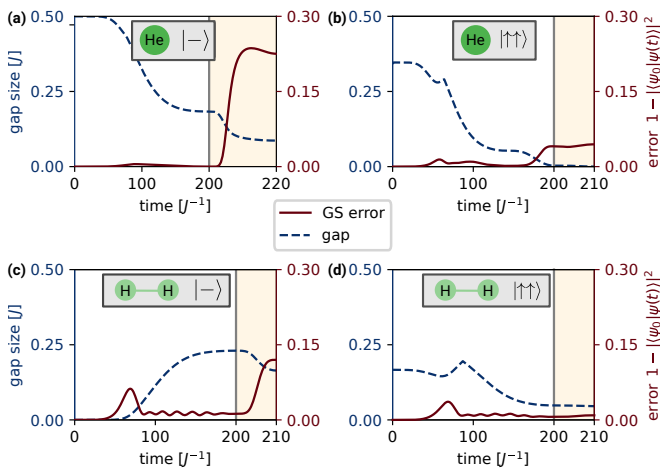 (a)
He |−⟩
gap size [J]
0.50
0.25
0.00
0
100
200
220
time [J⁻¹]
0.30
0.15
0.00
(b)
He |↑↑⟩
0.50
0.25
0.00
0
100
200 210
time [J⁻¹]
0.30
0.15
0.00
error 1 − |⟨ψ₀|ψ(t)⟩|²
GS error
gap
(c)
H H |−⟩
gap size [J]
0.50
0.25
0.00
0
100
200
210
time [J⁻¹]
0.30
0.15
0.00
(d)
H H |↑↑⟩
0.50
0.25
0.00
0
100
200 210
time [J⁻¹]
0.30
0.15
0.00
error 1 − |⟨ψ₀|ψ(t)⟩|²